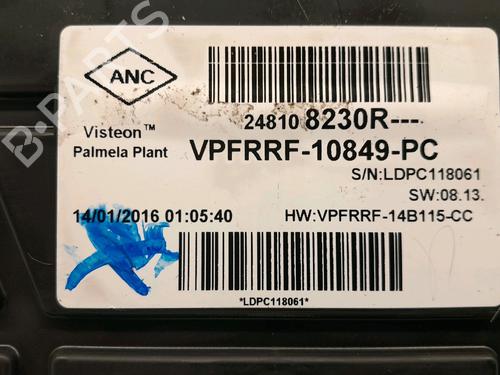 ANC
Visteon™
Palmela Plant
24810 8230R---
VPFRRF-10849-PC
S/N:LDPC118061
SW:08.13.
14/01/2016 01:05:40
HW:VPFRRF-14B115-CC
*LDPC118061*
B-PARTS